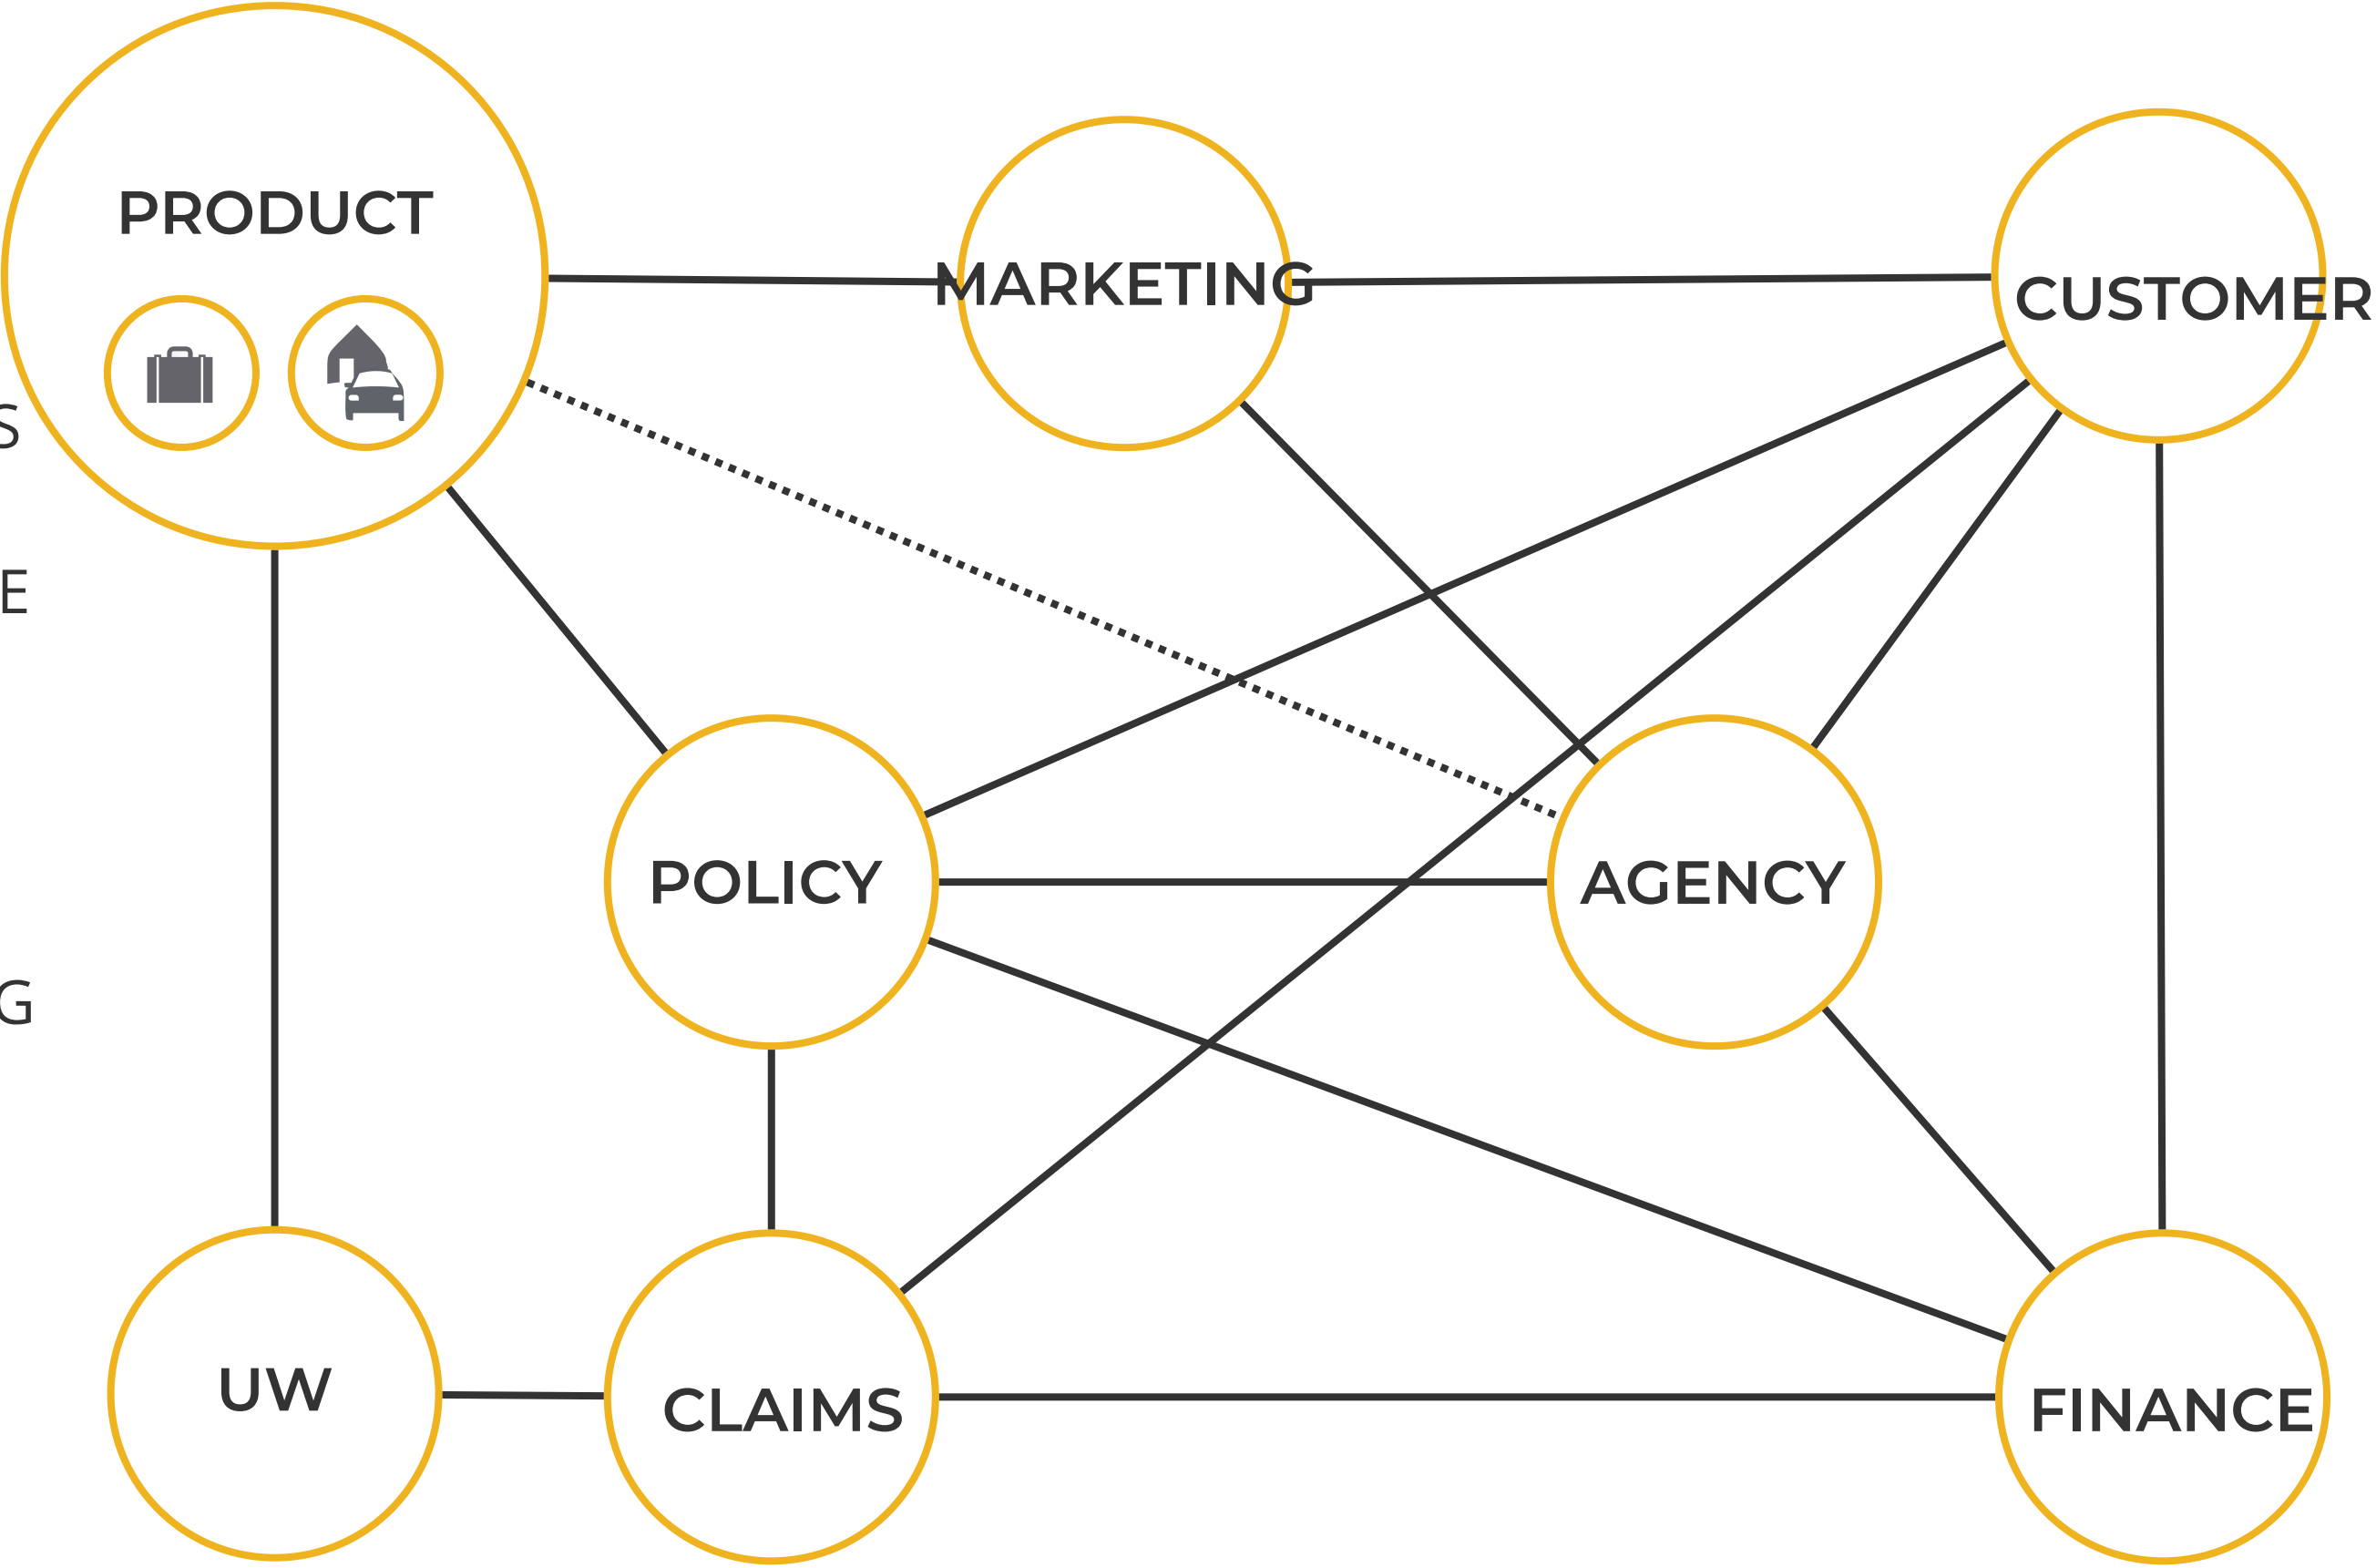 PRODUCT
MARKETING
CUSTOMER
S
E
POLICY
AGENCY
G
UW
CLAIMS
FINANCE